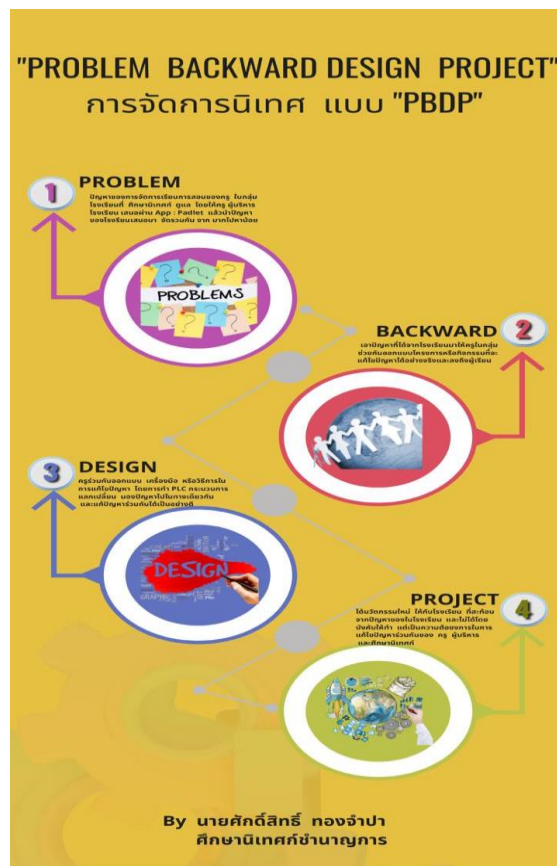 "PROBLEM BACKWARD DESIGN PROJECT"
การจัดการนิเทศ แบบ "PBDP"
1
PROBLEM
ปัญหาของการจัดการเรียนการสอนของครู ในกลุ่ม
โรงเรียนที่ ศึกษานิเทศก์ ดูแล โดยให้ครู ผู้บริหาร
โรงเรียน เสนอผ่าน App : Padlet แล้วนำปัญหา
ของโรงเรียนเสนอมา จัดรวมกัน จาก มากไปหาน้อย
PROBLEMS
BACKWARD
2
เอาปัญหาที่ได้จากโรงเรียนมาให้ครูในกลุ่ม
ช่วยกันออกแบบโครงการหรือกิจกรรมที่จะ
แก้ไขปัญหาได้อย่างจริงและลงถึงผู้เรียน
3
DESIGN
ครูร่วมกันออกแบบ เครื่องมือ หรือวิธีการใน
การแก้ไขปัญหา โดยการทำ PLC กระบวนการ
แลกเปลี่ยน มองปัญหาไปในทางเดียวกัน
และแก้ปัญหาร่วมกันได้เป็นอย่างดี
DESIGN
PROJECT
4
ได้นวัตกรรมใหม่ ให้กับโรงเรียน ที่สะท้อน
จากปัญหาของในโรงเรียน และไม่ได้โดย
บังคับให้ทำ แต่เป็นความต้องการในการ
แก้ไขปัญหาร่วมกันของ ครู ผู้บริหาร
และศึกษานิเทศก์
By นายศักดิ์สิทธิ์ ทองจำปา
ศึกษานิเทศก์ชำนาญการ